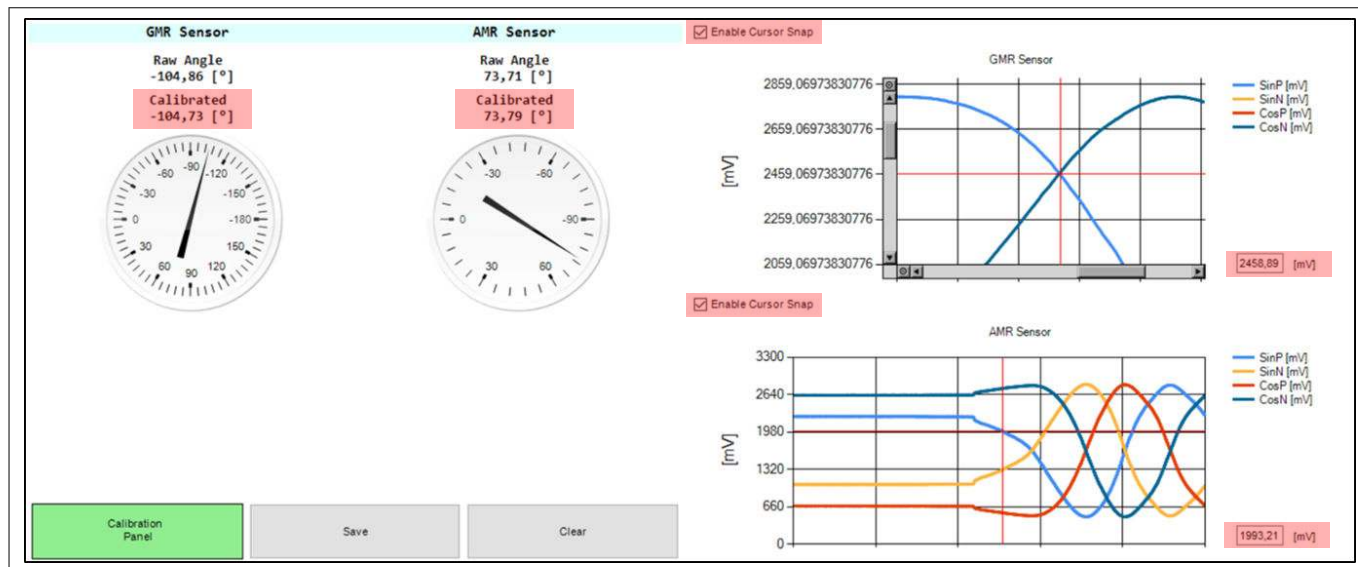 GMR Sensor
AMR Sensor
Raw Angle
-104,86 [º]
Raw Angle
73,71 [º]
Calibrated
-104,73 [º]
Calibrated
73,79 [º]
-90
-60
-120
-30
-150
0
-180
30
150
60
90
120
-30
-60
0
-90
30
60
Calibration
Panel
Save
Clear
Enable Cursor Snap
GMR Sensor
2859,06973830776
2659,06973830776
2459,06973830776
2259,06973830776
2059,06973830776
[mV]
SinP [mV]
SinN [mV]
CosP [mV]
CosN [mV]
2458,89 [mV]
Enable Cursor Snap
AMR Sensor
3300
2640
1980
1320
660
0
[mV]
SinP [mV]
SinN [mV]
CosP [mV]
CosN [mV]
1993,21 [mV]